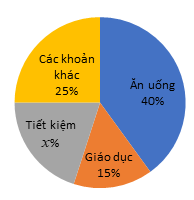 Các khoản
khác
25%
Ăn uống
40%
Tiết kiệm
x%
Giáo dục
15%